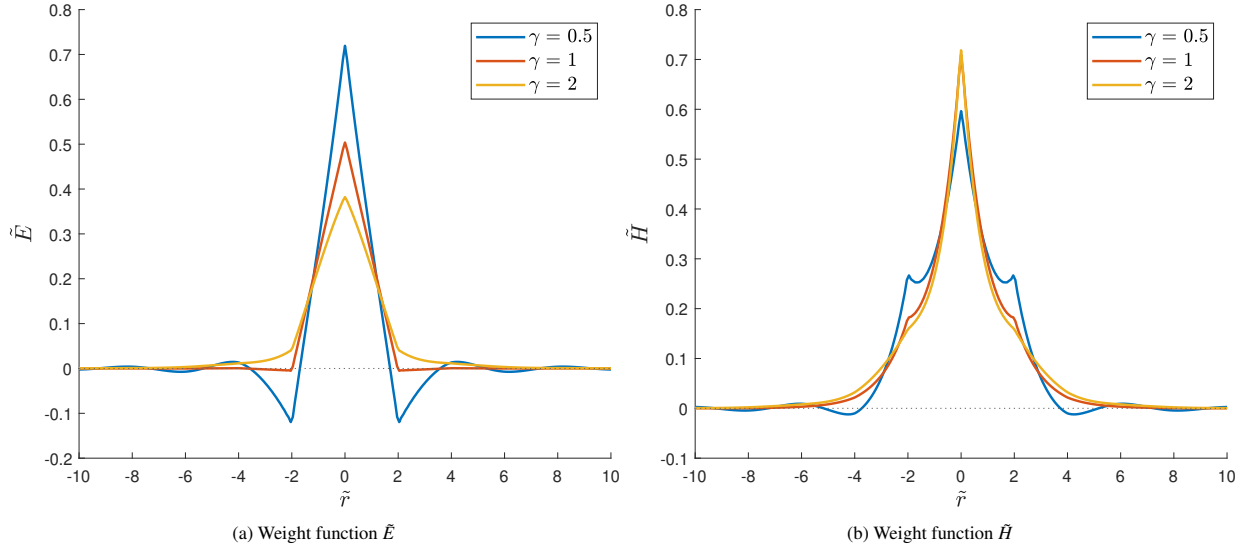 0.8
0.7
0.6
0.5
0.4
0.3
0.2
0.1
0
-0.1
-0.2
Ẽ
-10 -8 -6 -4 -2 0 2 4 6 8 10
r̃
γ = 0.5
γ = 1
γ = 2
(a) Weight function Ẽ
0.8
0.7
0.6
0.5
0.4
0.3
0.2
0.1
0
-0.1
H̃
-10 -8 -6 -4 -2 0 2 4 6 8 10
r̃
γ = 0.5
γ = 1
γ = 2
(b) Weight function H̃